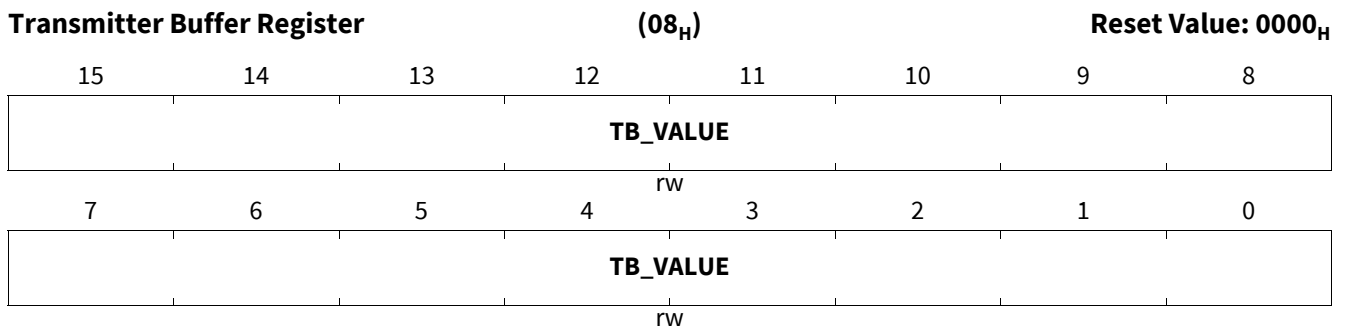 Transmitter Buffer Register (08H) Reset Value: 0000H
15 14 13 12 11 10 9 8
TB_VALUE
rw
7 6 5 4 3 2 1 0
TB_VALUE
rw